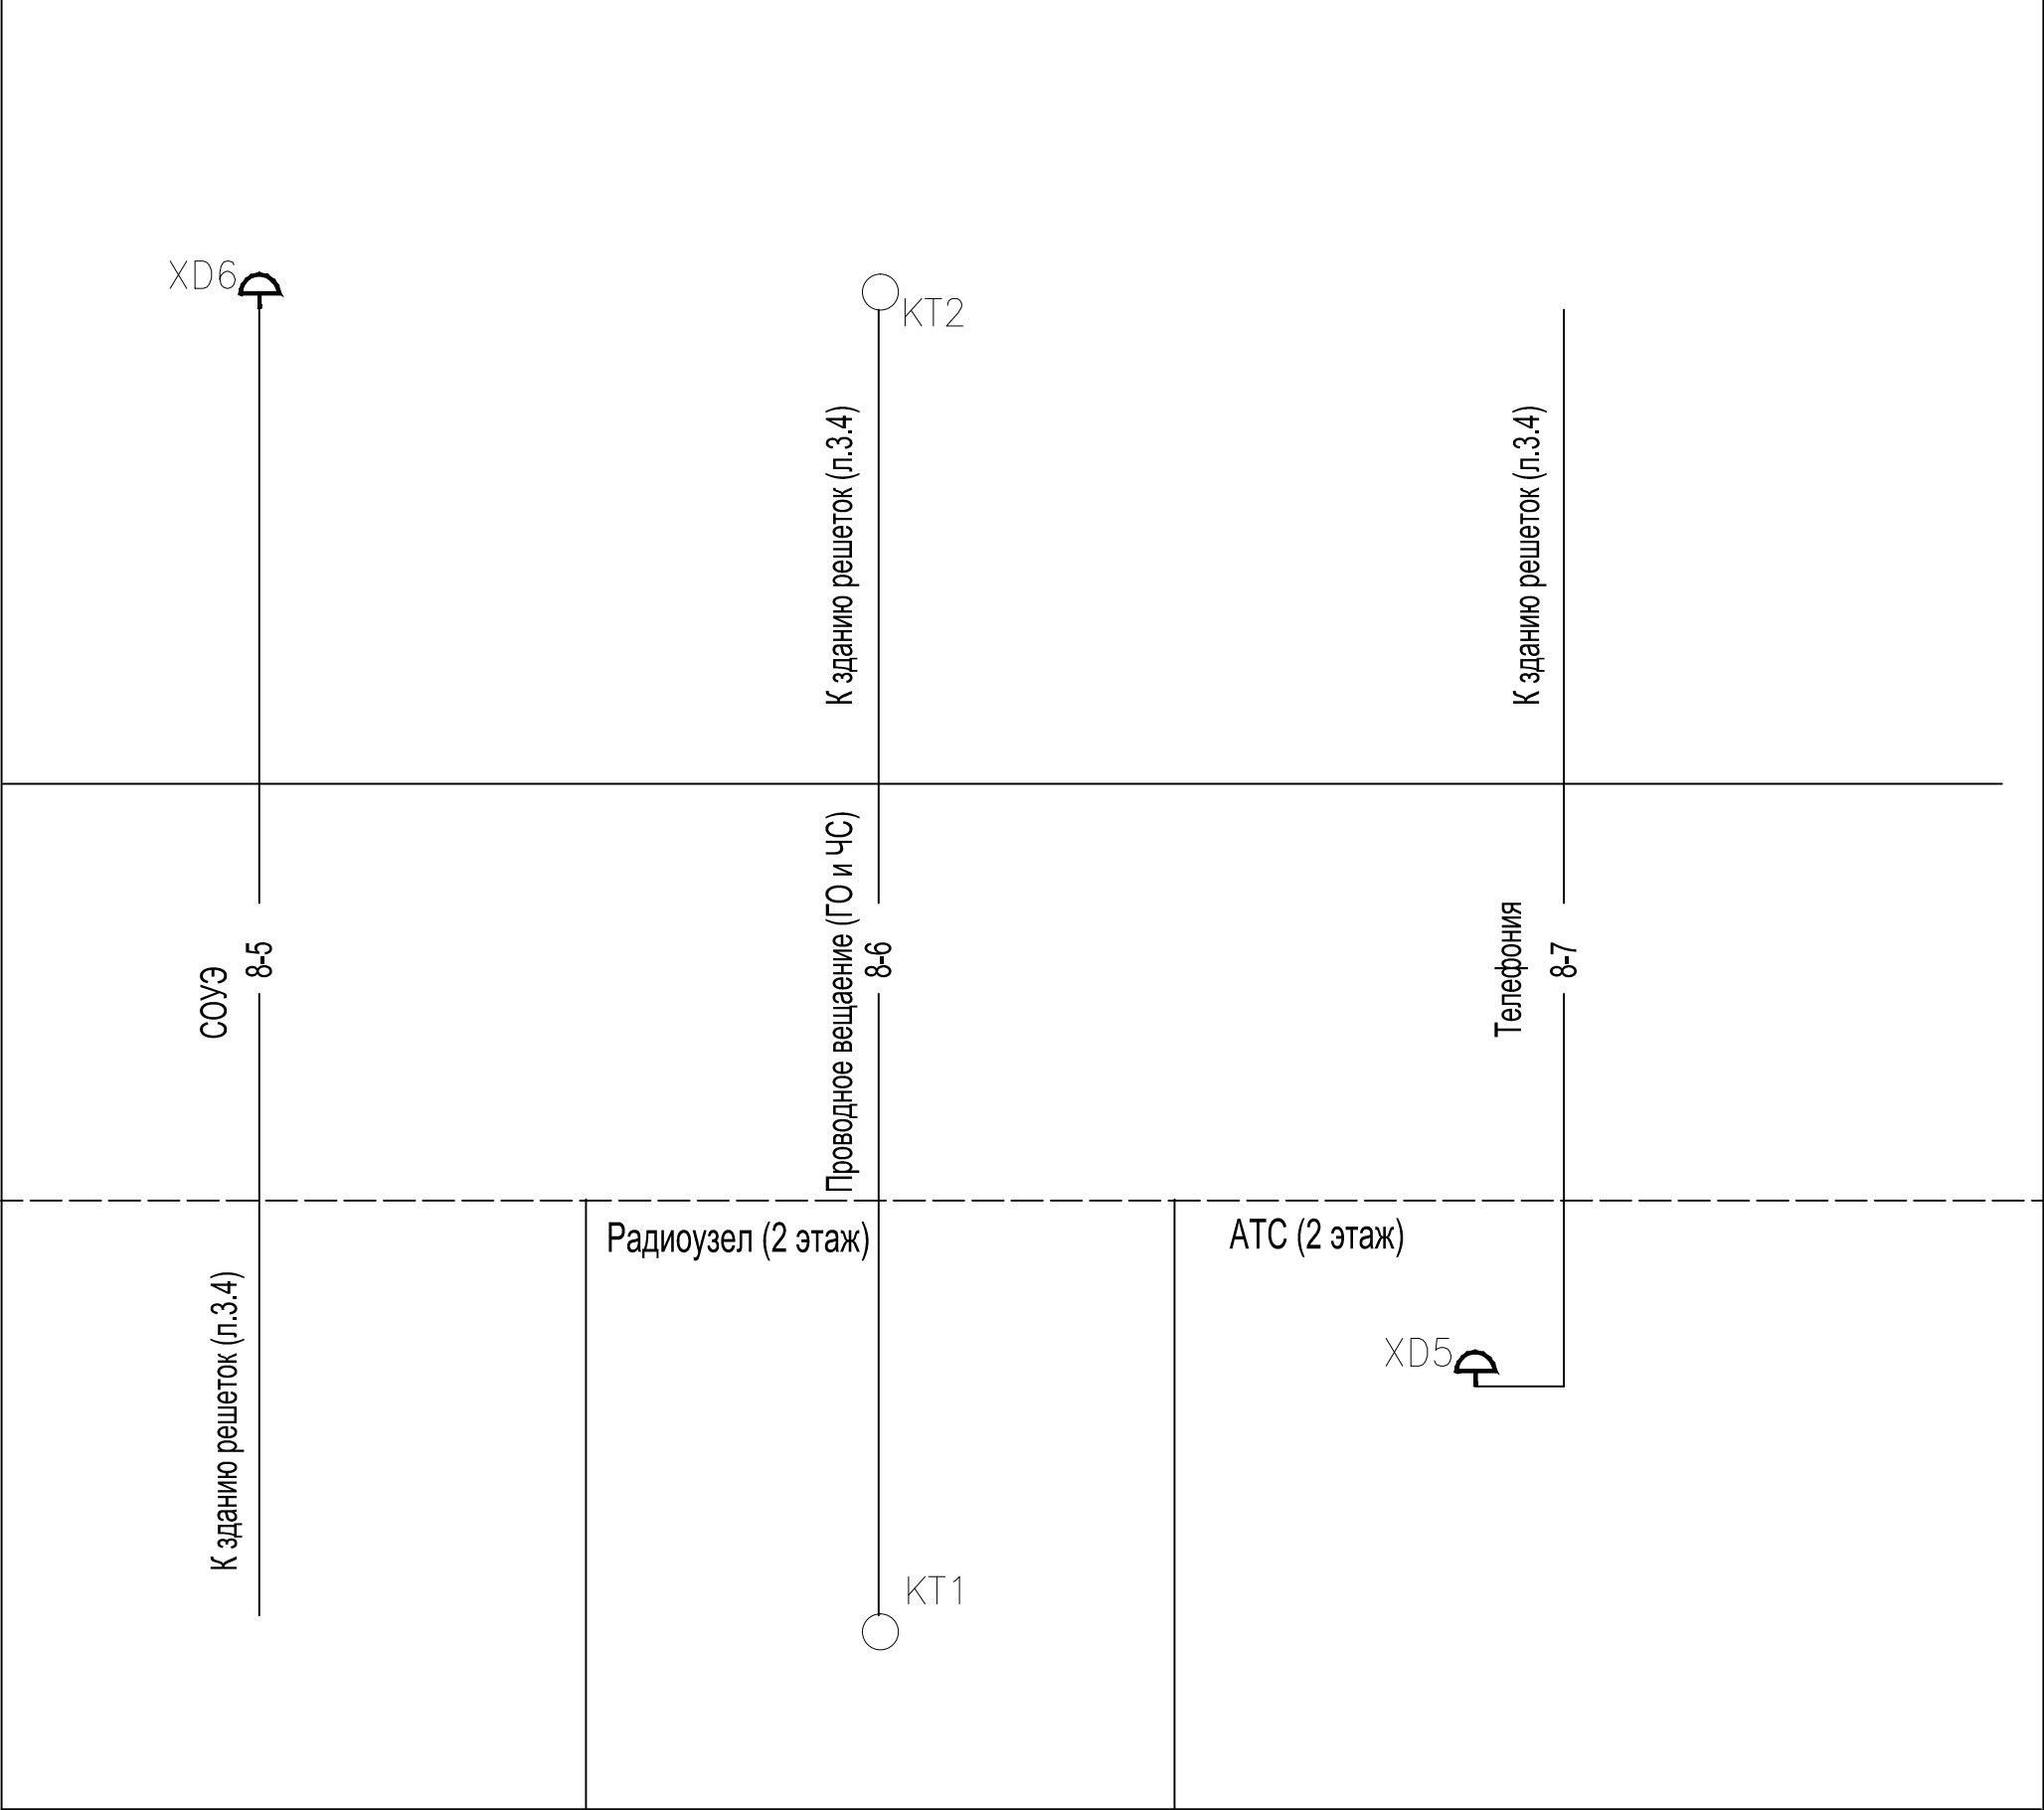 XD6
KT2
К зданию решеток (л.3.4)
К зданию решеток (л.3.4)
СОУЭ
8-5
Проводное вещаение (ГО и ЧС)
8-6
Телефония
8-7
Радиоузел (2 этаж)
АТС (2 этаж)
К зданию решеток (л.3.4)
XD5
KT1